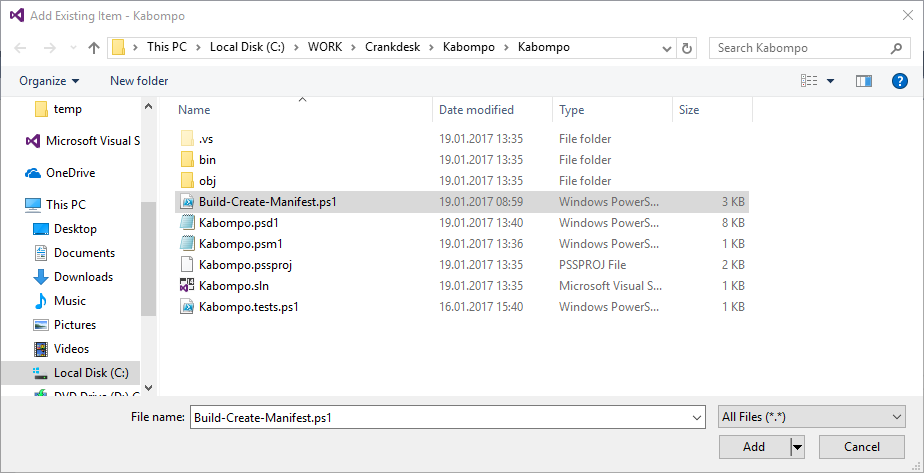 Add Existing Item - Kabompo
This PC > Local Disk (C:) > WORK > Crankdesk > Kabompo > Kabompo
Search Kabompo
Organize
New folder
?
temp
Microsoft Visual S
OneDrive
This PC
Desktop
Documents
Downloads
Music
Pictures
Videos
Local Disk (C:)
DVD Drive (D:) C
Name Date modified Type Size
.vs 19.01.2017 13:35 File folder
bin 19.01.2017 13:35 File folder
obj 19.01.2017 13:35 File folder
Build-Create-Manifest.ps1 19.01.2017 08:59 Windows PowerS... 3 KB
Kabompo.psd1 19.01.2017 13:40 Windows PowerS... 8 KB
Kabompo.psm1 19.01.2017 13:36 Windows PowerS... 1 KB
Kabompo.pssproj 19.01.2017 13:35 PSSPROJ File 2 KB
Kabompo.sln 19.01.2017 13:35 Microsoft Visual S... 1 KB
Kabompo.tests.ps1 16.01.2017 15:40 Windows PowerS... 1 KB
File name: Build-Create-Manifest.ps1
All Files (*.*)
Add
Cancel